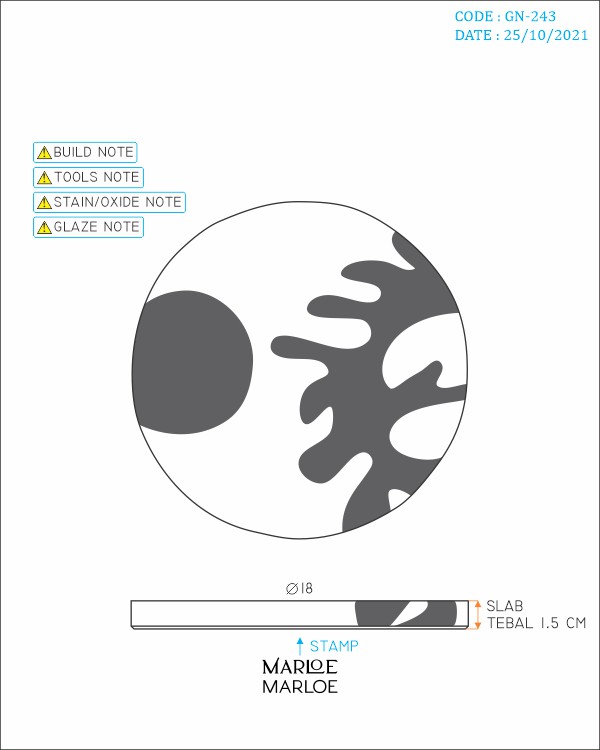 CODE : GN-243
DATE : 25/10/2021
BUILD NOTE
TOOLS NOTE
STAIN/OXIDE NOTE
GLAZE NOTE
Ø18
SLAB
TEBAL 1.5 CM
STAMP
MARLOE
MARLOE